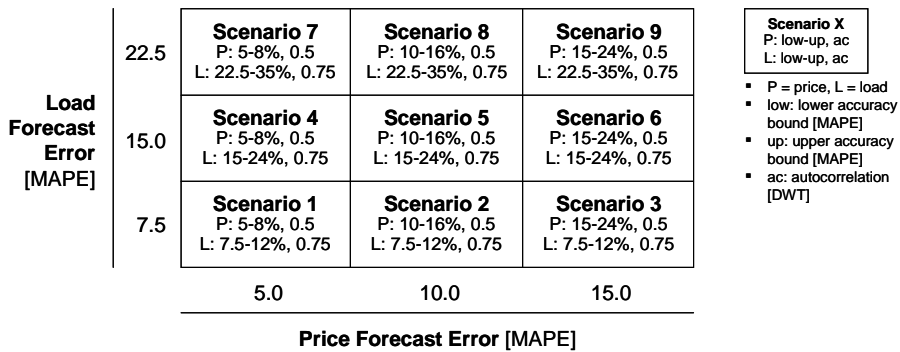 Load
Forecast
Error
[MAPE]
22.5
15.0
7.5
Scenario 7
P: 5-8%, 0.5
L: 22.5-35%, 0.75
Scenario 8
P: 10-16%, 0.5
L: 22.5-35%, 0.75
Scenario 9
P: 15-24%, 0.5
L: 22.5-35%, 0.75
Scenario 4
P: 5-8%, 0.5
L: 15-24%, 0.75
Scenario 5
P: 10-16%, 0.5
L: 15-24%, 0.75
Scenario 6
P: 15-24%, 0.5
L: 15-24%, 0.75
Scenario 1
P: 5-8%, 0.5
L: 7.5-12%, 0.75
Scenario 2
P: 10-16%, 0.5
L: 7.5-12%, 0.75
Scenario 3
P: 15-24%, 0.5
L: 7.5-12%, 0.75
5.0
10.0
15.0
Price Forecast Error [MAPE]
Scenario X
P: low-up, ac
L: low-up, ac
▪ P = price, L = load
▪ low: lower accuracy
bound [MAPE]
▪ up: upper accuracy
bound [MAPE]
▪ ac: autocorrelation
[DWT]